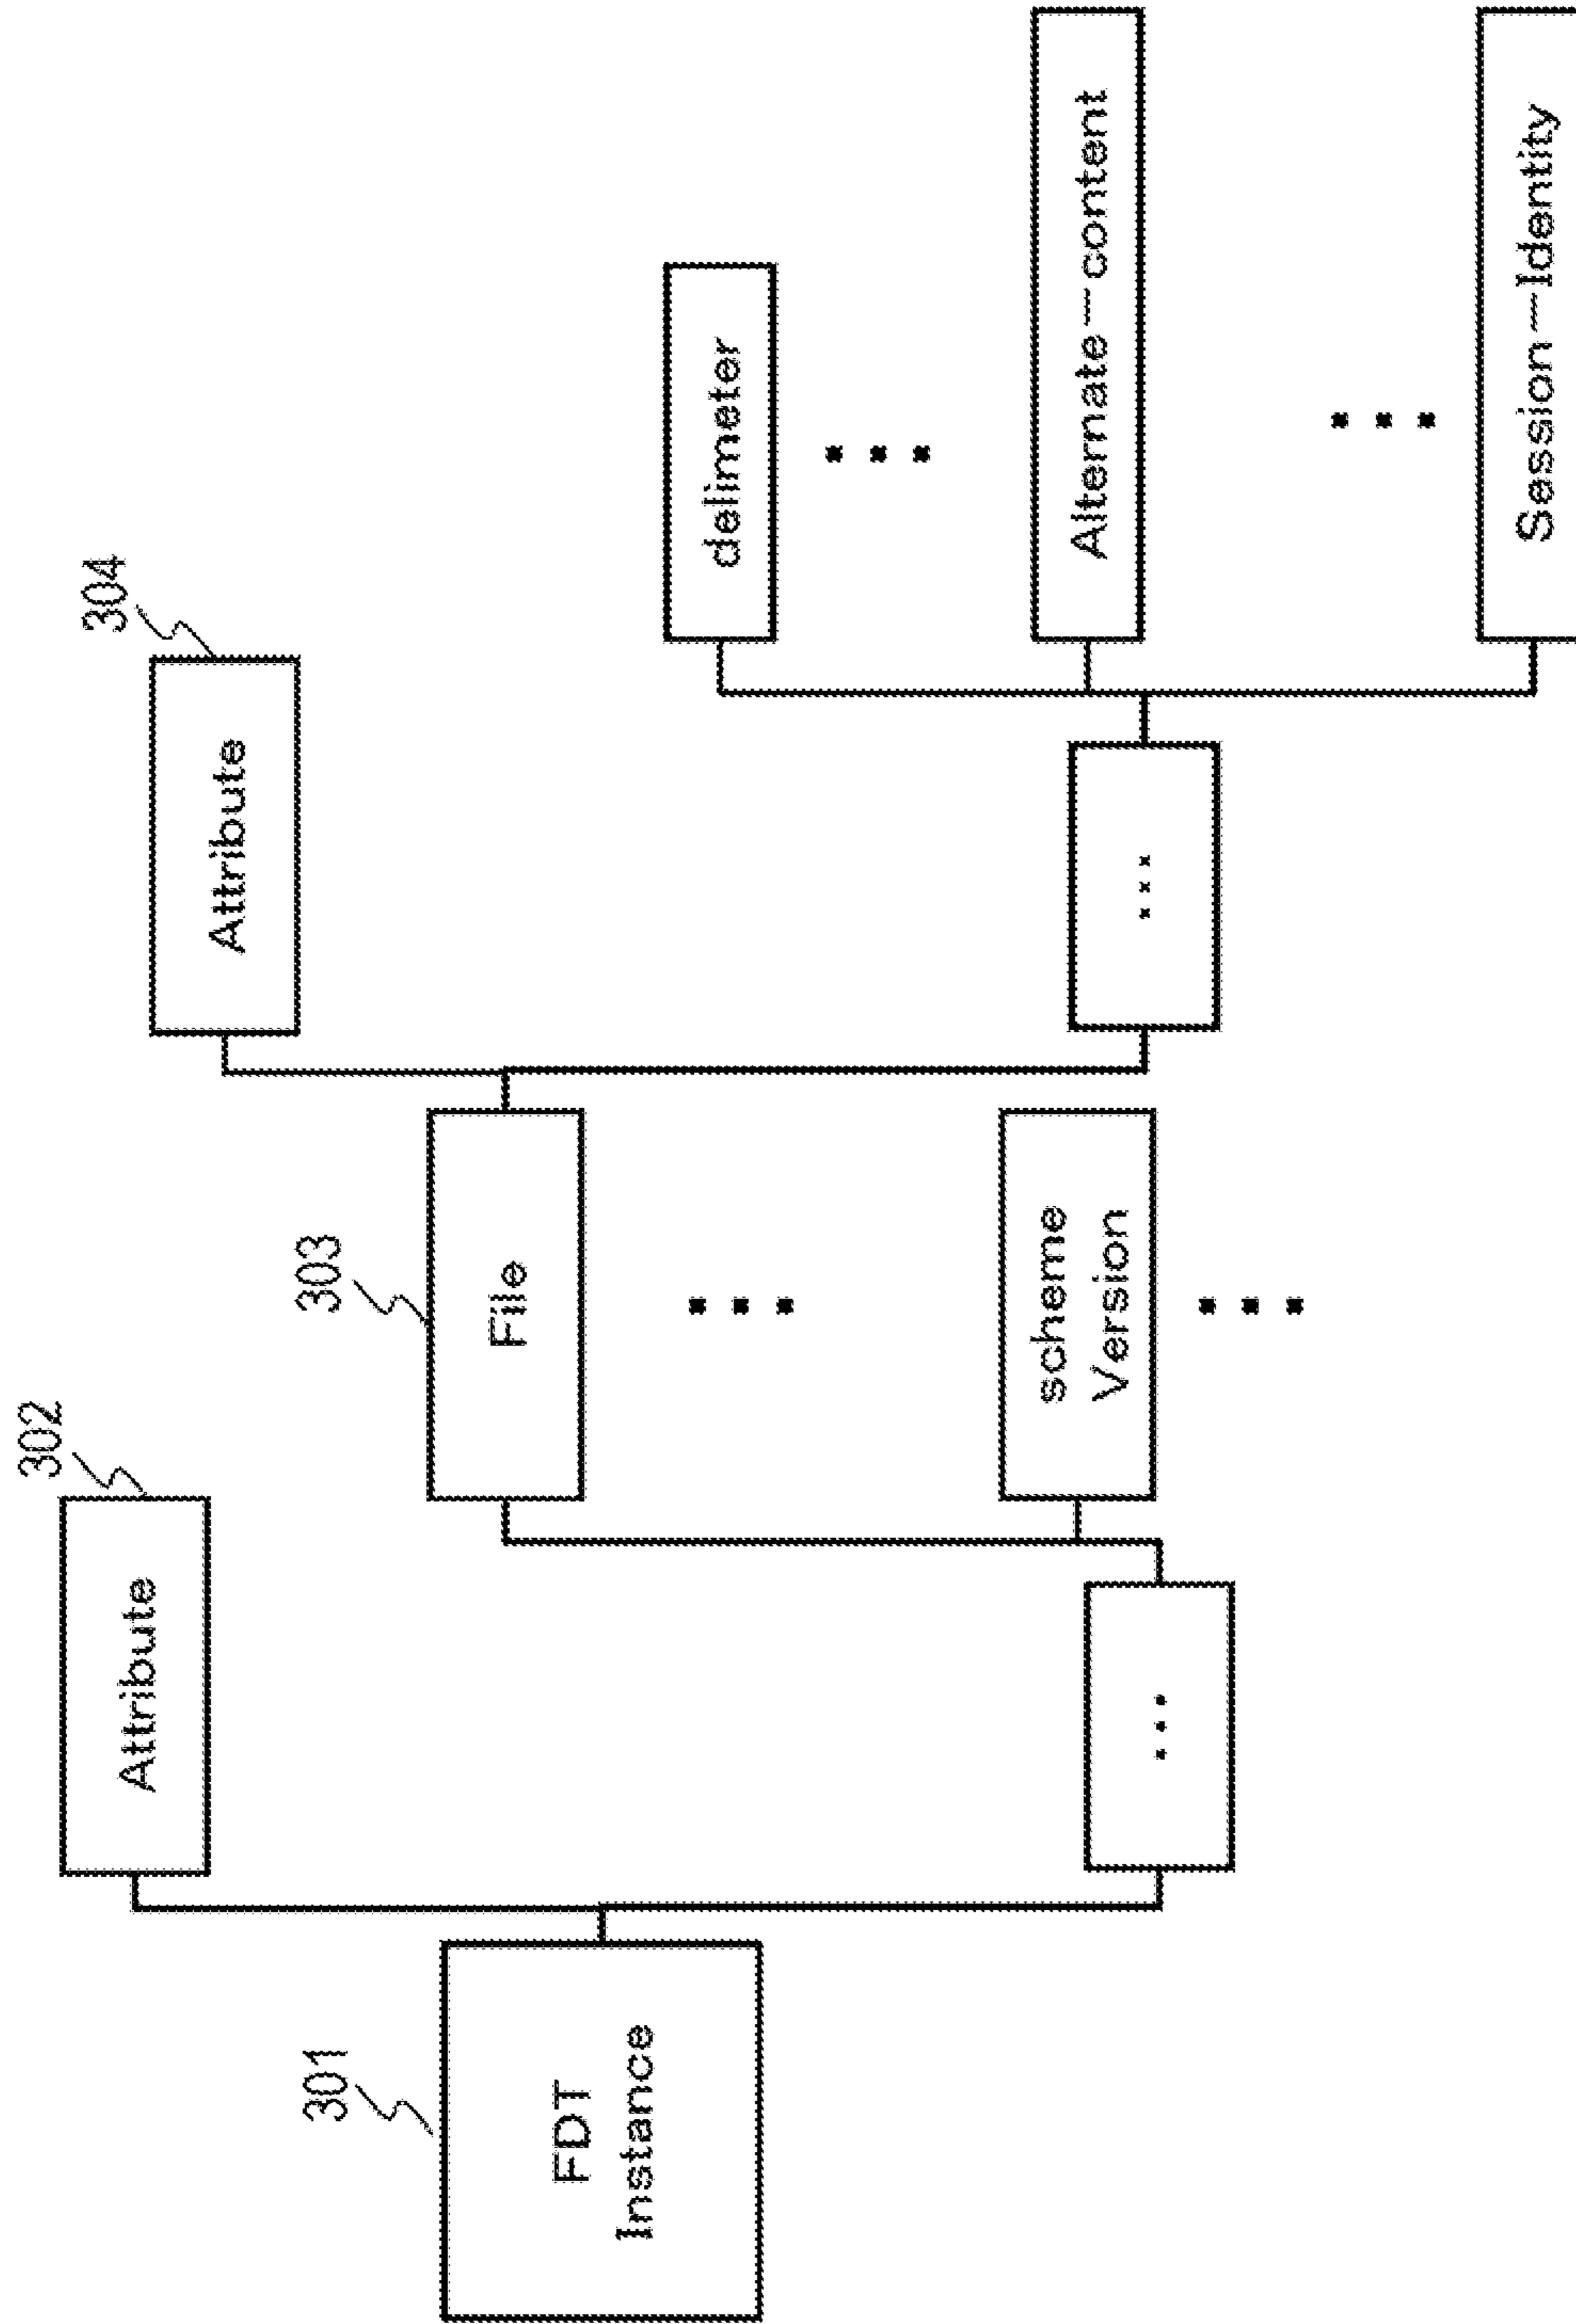 301
FDT
Instance
302
Attribute
...
303
File
...
scheme
Version
...
304
Attribute
...
delimeter
...
Alternate-content
...
Session-Identity